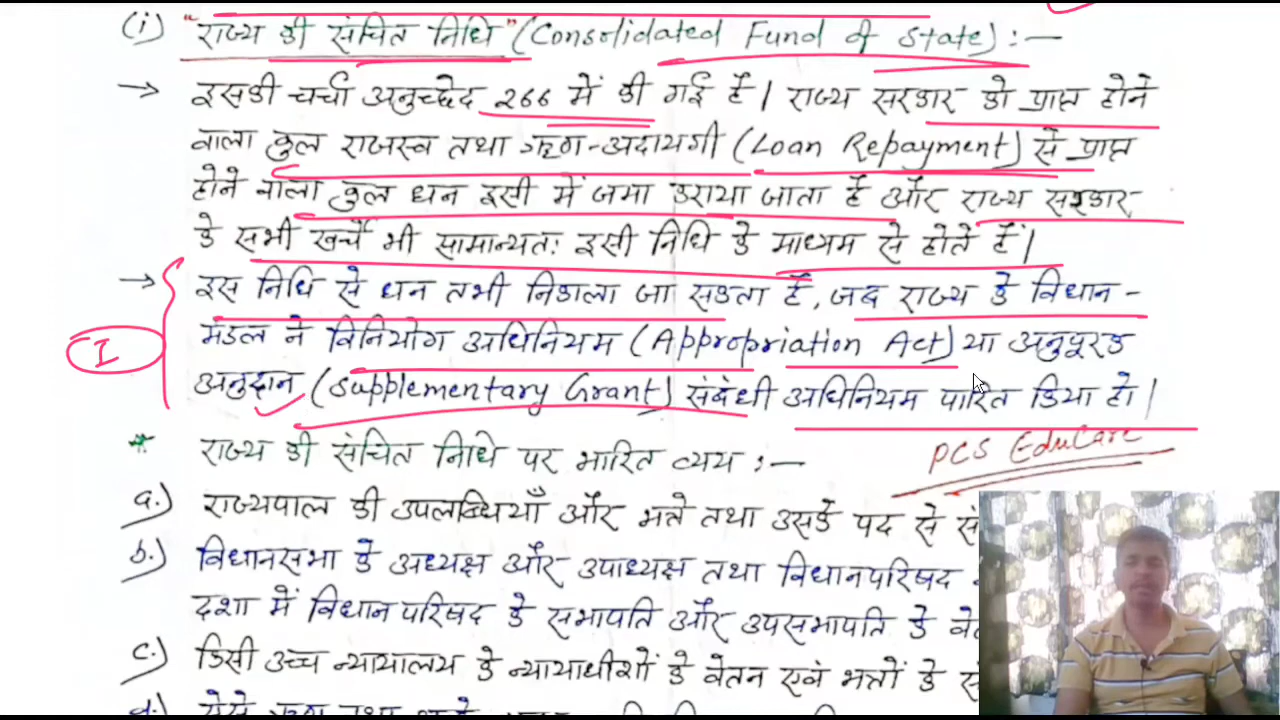 (i) "राज्य की संचित निधि" (Consolidated Fund of State) :—
→ इसकी चर्चा अनुच्छेद 266 में की गई है। राज्य सरकार को प्राप्त होने
वाला कुल राजस्व तथा ऋण-अदायगी (Loan Repayment) से प्राप्त
होने वाला कुल धन इसी में जमा कराया जाता है और राज्य सरकार
के सभी खर्चे भी सामान्यतः इसी निधि के माध्यम से होते हैं।
→ इस निधि से धन तभी निकाला जा सकता है, जब राज्य के विधान-
I मंडल ने विनियोग अधिनियम (Appropriation Act) या अनुपूरक
अनुदान (Supplementary Grant) संबंधी अधिनियम पारित किया हो।
* राज्य की संचित निधि पर भारित व्यय :—
PCS EduCare
a.) राज्यपाल की उपलब्धियाँ और भत्ते तथा उसके पद से
b.) विधानसभा के अध्यक्ष और उपाध्यक्ष तथा विधानपरिषद
दशा में विधान परिषद के सभापति और उपसभापति के
c.) किसी उच्च न्यायालय के न्यायाधीशों के वेतन एवं भत्तों के
d.)